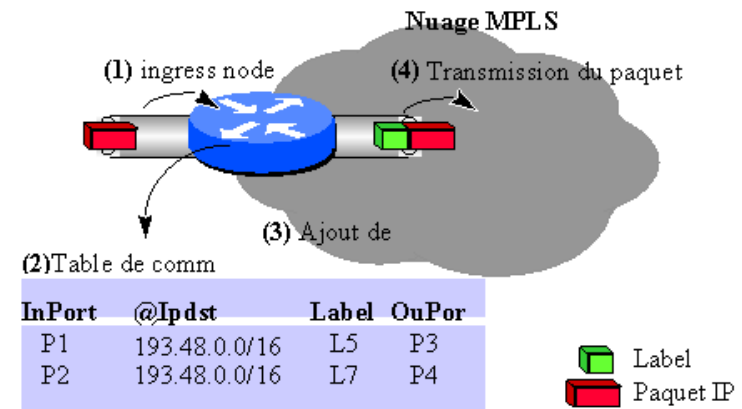 Nuage MPLS
(1) ingress node
(4) Transmission du paquet
(3) Ajout de
(2)Table de comm
InPort @Ipdst Label OuPor
P1 193.48.0.0/16 L5 P3
P2 193.48.0.0/16 L7 P4
Label
Paquet IP